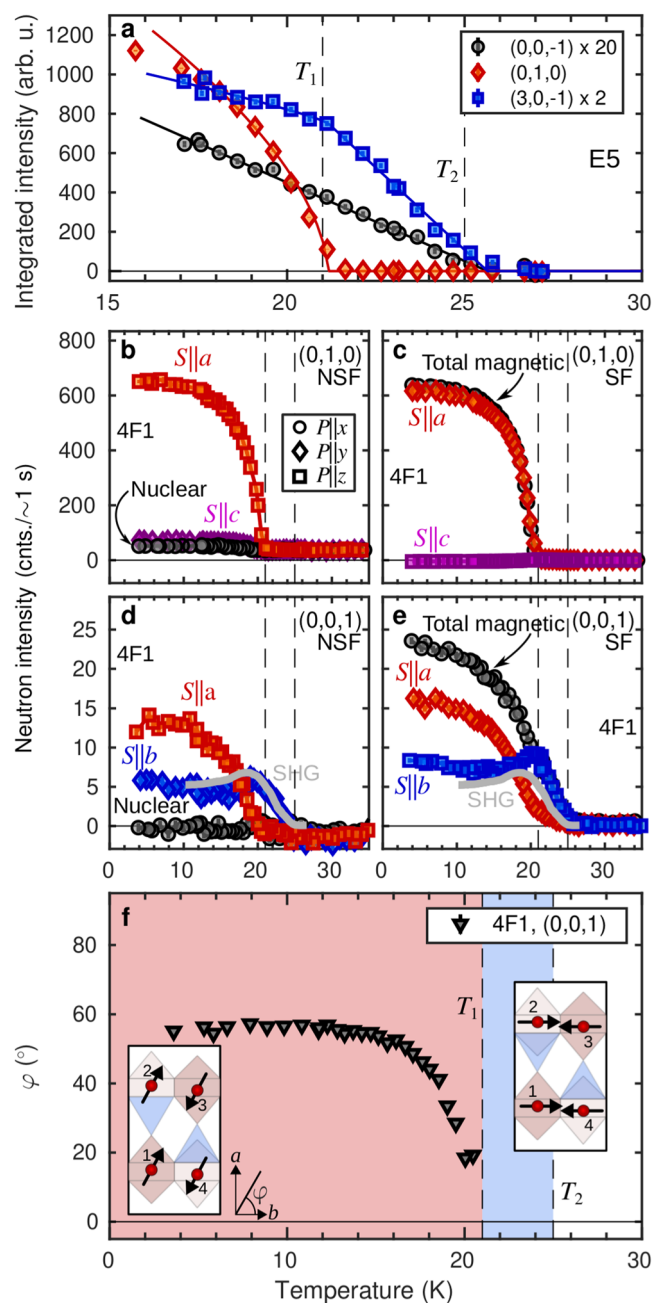 a
1200
1000
800
600
400
200
0
Integrated intensity (arb. u.)
T1
T2
(0,0,-1) x 20
(0,1,0)
(3,0,-1) x 2
E5
15 20 25 30
b
800
600
400
200
0
S||a
(0,1,0)
NSF
4F1
P||x
P||y
P||z
Nuclear
S||c
c
(0,1,0)
SF
Total magnetic
S||a
4F1
S||c
Neutron intensity (cnts./~1 s)
d
25
20
15
10
5
0
(0,0,1)
NSF
4F1
S||a
S||b
SHG
Nuclear
0 10 20 30
e
(0,0,1)
SF
Total magnetic
S||a
4F1
S||b
SHG
0 10 20 30
f
80
60
40
20
0
φ (°)
4F1, (0,0,1)
T1
T2
2
3
1
4
a
φ
b
2
3
1
4
0 10 20 30
Temperature (K)